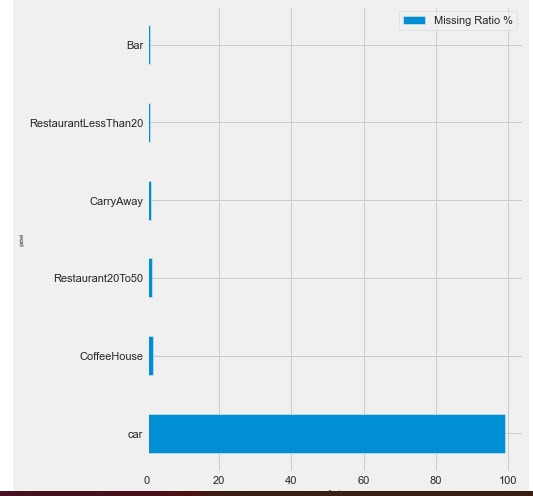 Missing Ratio %
Bar
RestaurantLessThan20
CarryAway
Restaurant20To50
CoffeeHouse
car
0 20 40 60 80 100